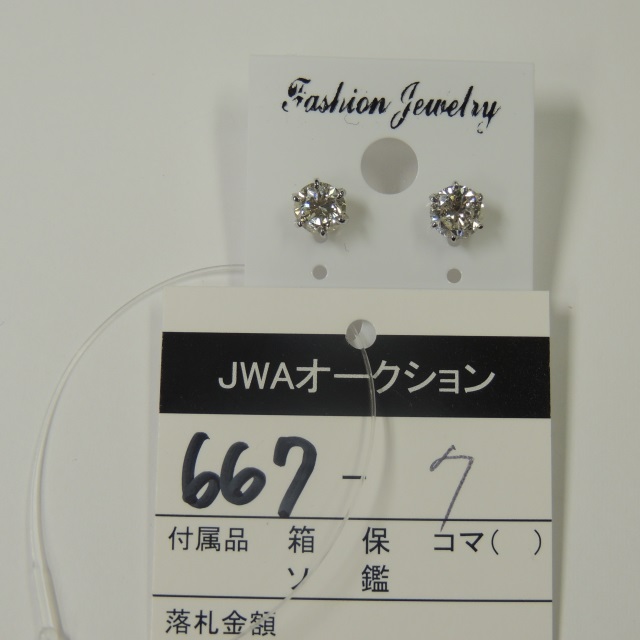 Fashion Jewelry
JWAオークション
667-7
付属品 箱 保 コマ( )
ソ 鑑
落札金額